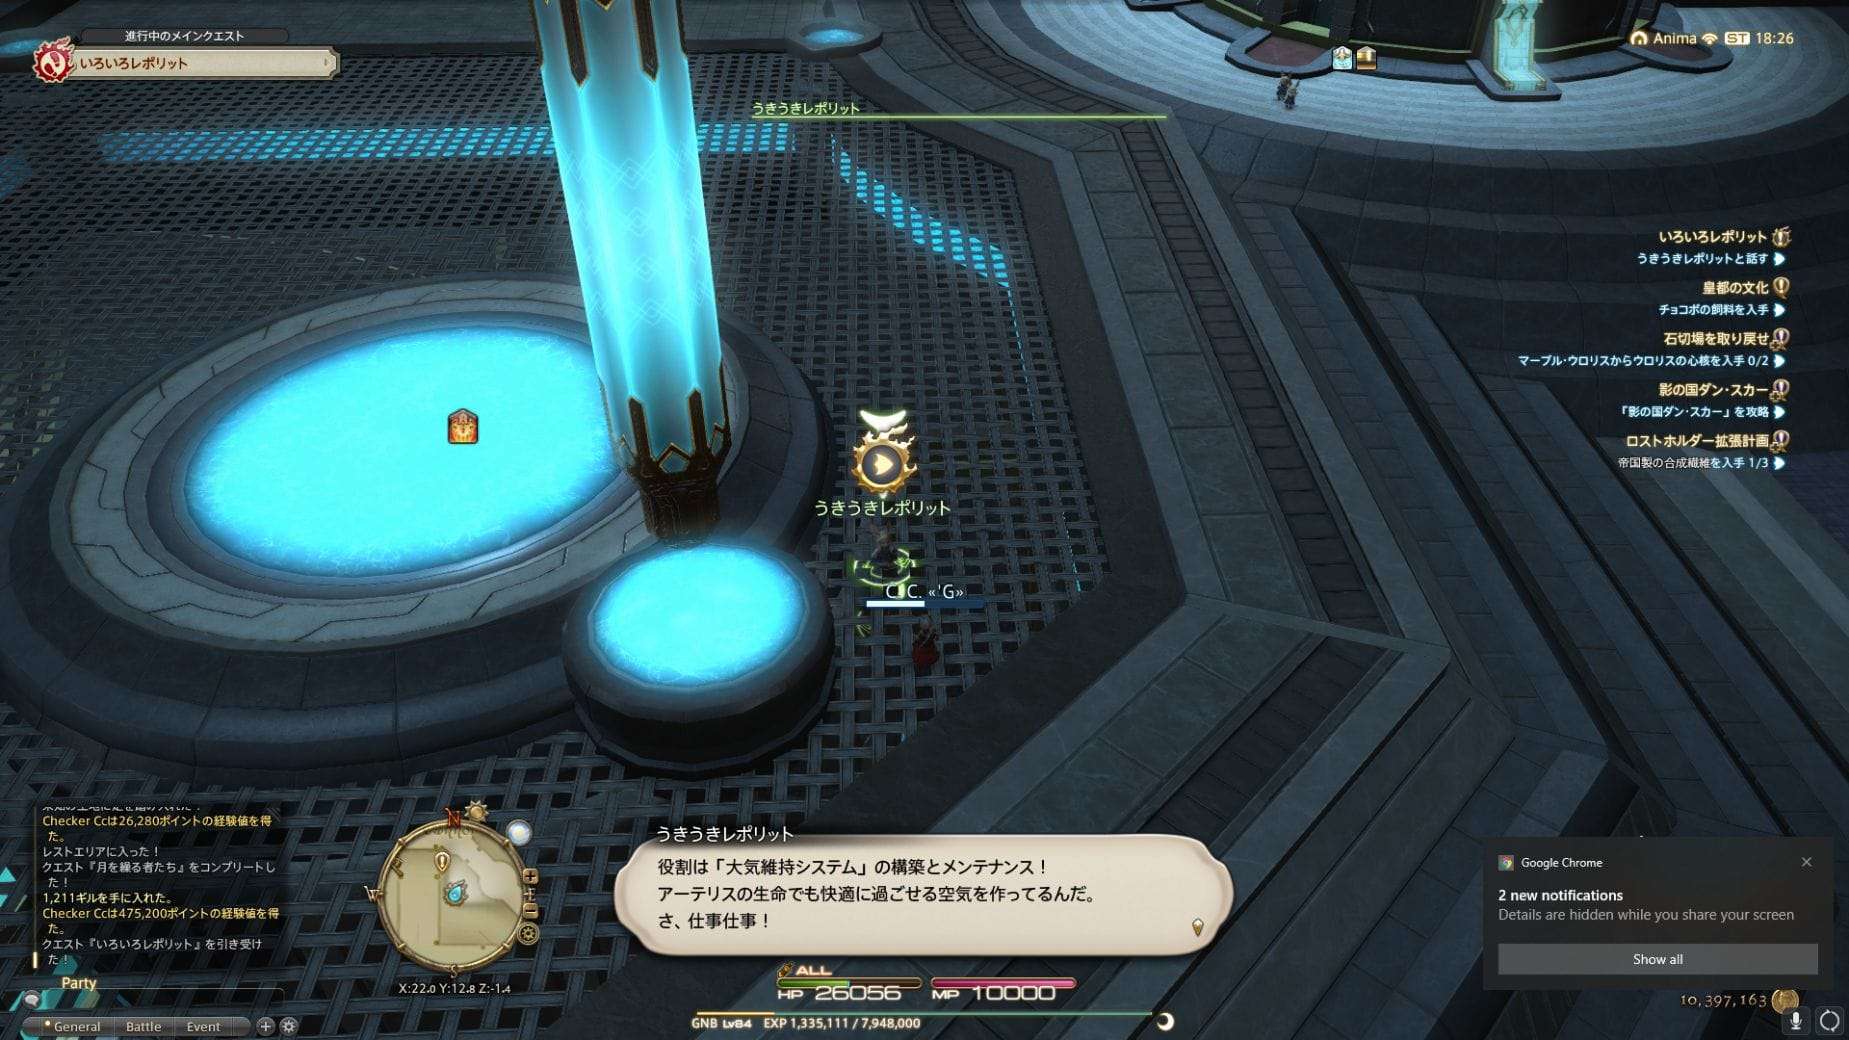 進行中のメインクエスト
いろいろレポリット
うきうきレポリット
Anima ST 18:26
いろいろレポリット
うきうきレポリットと話す
皇都の文化
チョコボの飼料を入手
石切場を取り戻せ
マーブル・ウロリスからウロリスの心核を入手 0/2
影の国ダン・スカー
「影の国ダン・スカー」を攻略
ロストホルダー拡張計画
帝国製の合成繊維を入手 1/3
うきうきレポリット
C. C. «'G»
Checker Ccは26,280ポイントの経験値を得
た。
レストエリアに入った！
クエスト『月を繰る者たち』をコンプリートし
た！
1,211ギルを手に入れた。
Checker Ccは475,200ポイントの経験値を得
た。
クエスト『いろいろレポリット』を引き受け
た！
Party
General Battle Event
N
W
E
S
X:22.0 Y:12.8 Z:-1.4
うきうきレポリット
役割は「大気維持システム」の構築とメンテナンス！
アーテリスの生命でも快適に過ごせる空気を作ってるんだ。
さ、仕事仕事！
ALL
HP 26056 MP 10000
GNB Lv84 EXP 1,335,111 / 7,948,000
Google Chrome
2 new notifications
Details are hidden while you share your screen
Show all
10,397,163